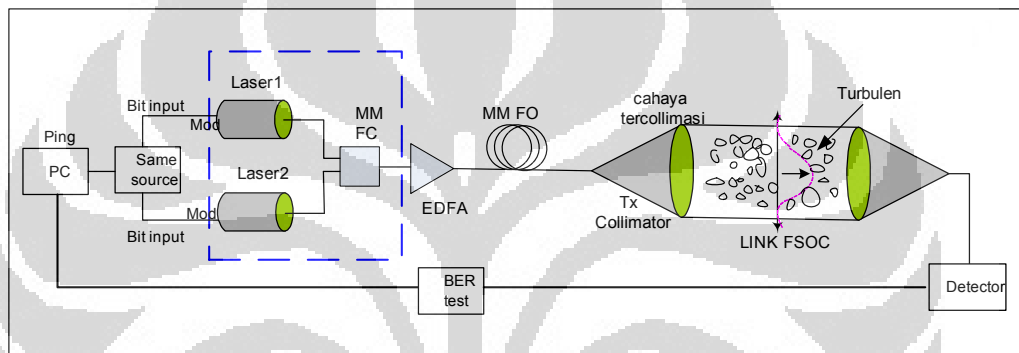 Ping
PC
Same
source
Bit input
Mod
Laser1
Laser2
Mod
Bit input
MM
FC
EDFA
MM FO
cahaya
tercollimasi
Tx
Collimator
Turbulen
LINK FSOC
BER
test
Detector